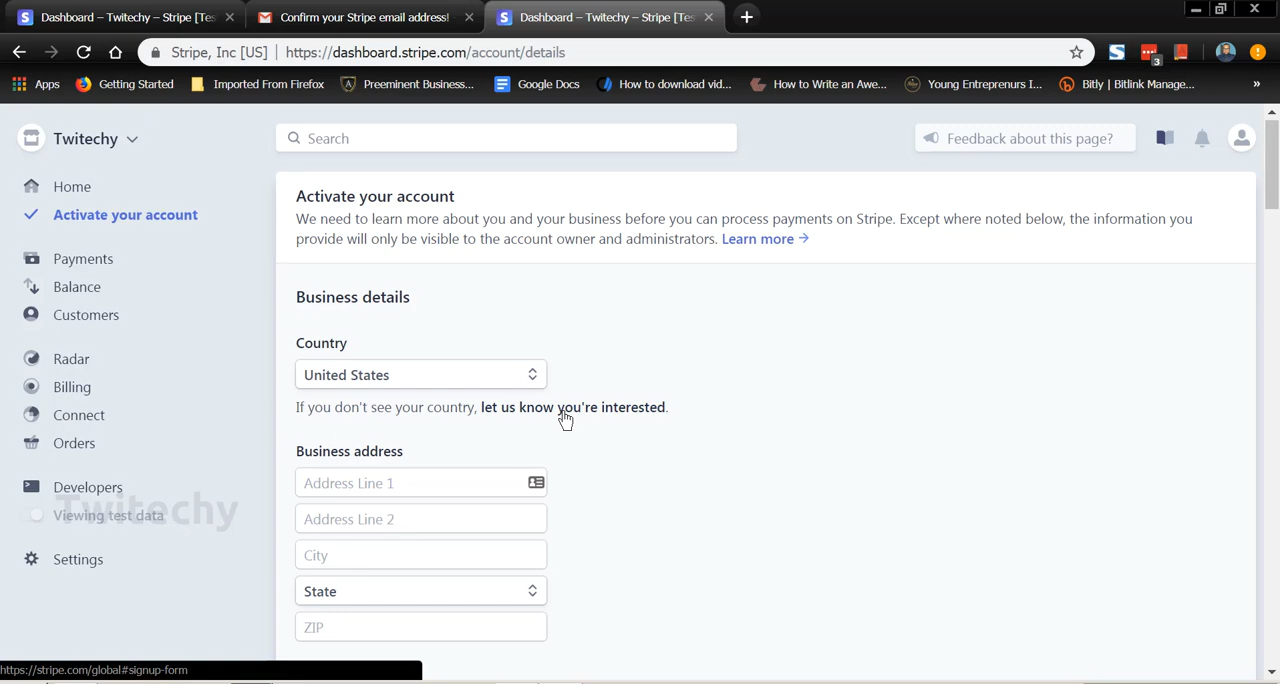 Dashboard – Twitechy – Stripe [Tes
Confirm your Stripe email address!
Dashboard – Twitechy – Stripe [Tes
Stripe, Inc [US]
https://dashboard.stripe.com/account/details
3
Apps
Getting Started
Imported From Firefox
Preeminent Business...
Google Docs
How to download vid...
How to Write an Awe...
Young Entreprenurs I...
Bitly | Bitlink Manage...
»
Twitechy
Search
Feedback about this page?
Home
Activate your account
Payments
Balance
Customers
Radar
Billing
Connect
Orders
Developers
Viewing test data
Twitechy
Settings
Activate your account
We need to learn more about you and your business before you can process payments on Stripe. Except where noted below, the information you
provide will only be visible to the account owner and administrators. Learn more →
Business details
Country
United States
If you don't see your country, let us know you're interested.
Business address
Address Line 1
Address Line 2
City
State
ZIP
https://stripe.com/global#signup-form